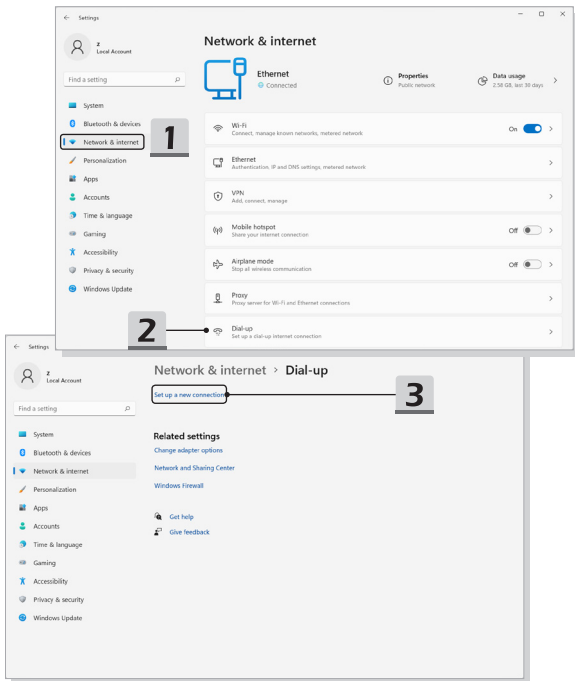 Settings
z
Local Account
Find a setting
System
Bluetooth & devices
Network & internet
Personalization
Apps
Accounts
Time & language
Gaming
Accessibility
Privacy & security
Windows Update
1
Network & internet
Ethernet
Connected
Properties
Public network
Data usage
2.56 GB, last 30 days
Wi-Fi
Connect, manage known networks, metered network
On
Ethernet
Authentication, IP and DNS settings, metered network
VPN
Add, connect, manage
Mobile hotspot
Share your internet connection
Off
Airplane mode
Stop all wireless communication
Off
Proxy
Proxy server for Wi-Fi and Ethernet connections
2
Dial-up
Set up a dial-up internet connection
Settings
z
Local Account
Find a setting
System
Bluetooth & devices
Network & internet
Personalization
Apps
Accounts
Time & language
Gaming
Accessibility
Privacy & security
Windows Update
Network & internet > Dial-up
Set up a new connection
3
Related settings
Change adapter options
Network and Sharing Center
Windows Firewall
Get help
Give feedback